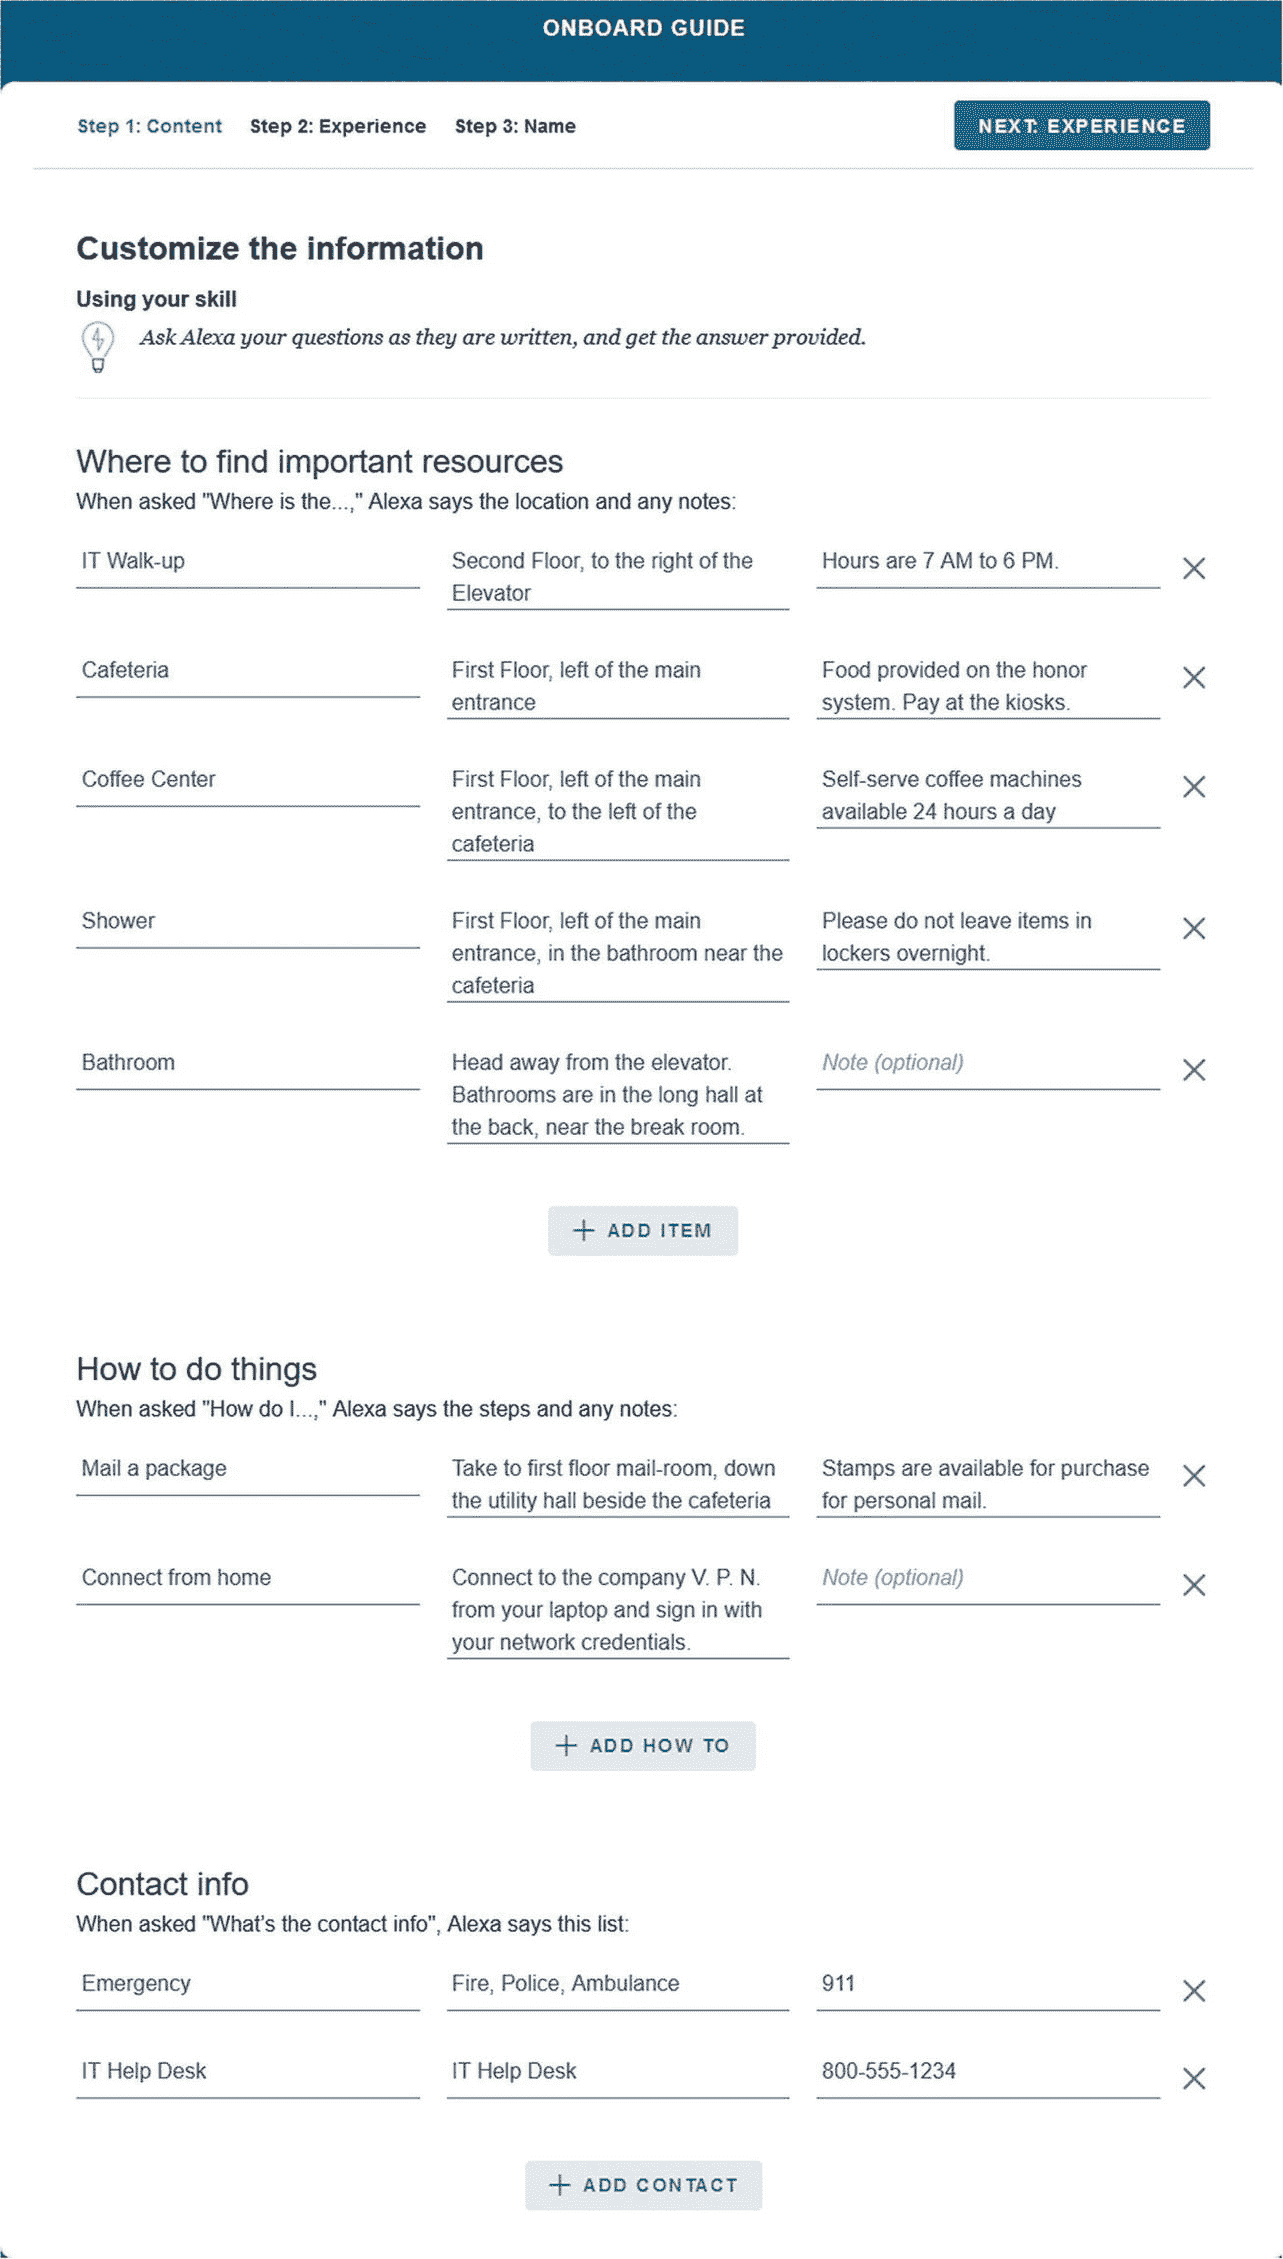 ONBOARD GUIDE
Step 1: Content Step 2: Experience Step 3: Name NEXT: EXPERIENCE
Customize the information
Using your skill
Ask Alexa your questions as they are written, and get the answer provided.
Where to find important resources
When asked "Where is the...," Alexa says the location and any notes:
IT Walk-up
Second Floor, to the right of the
Elevator
Hours are 7 AM to 6 PM.
Cafeteria
First Floor, left of the main
entrance
Food provided on the honor
system. Pay at the kiosks.
Coffee Center
First Floor, left of the main
entrance, to the left of the
cafeteria
Self-serve coffee machines
available 24 hours a day
Shower
First Floor, left of the main
entrance, in the bathroom near the
cafeteria
Please do not leave items in
lockers overnight.
Bathroom
Head away from the elevator.
Bathrooms are in the long hall at
the back, near the break room.
Note (optional)
+ ADD ITEM
How to do things
When asked "How do I...," Alexa says the steps and any notes:
Mail a package
Take to first floor mail-room, down
the utility hall beside the cafeteria
Stamps are available for purchase
for personal mail.
Connect from home
Connect to the company V. P. N.
from your laptop and sign in with
your network credentials.
Note (optional)
+ ADD HOW TO
Contact info
When asked "What's the contact info", Alexa says this list:
Emergency
Fire, Police, Ambulance
911
IT Help Desk
IT Help Desk
800-555-1234
+ ADD CONTACT